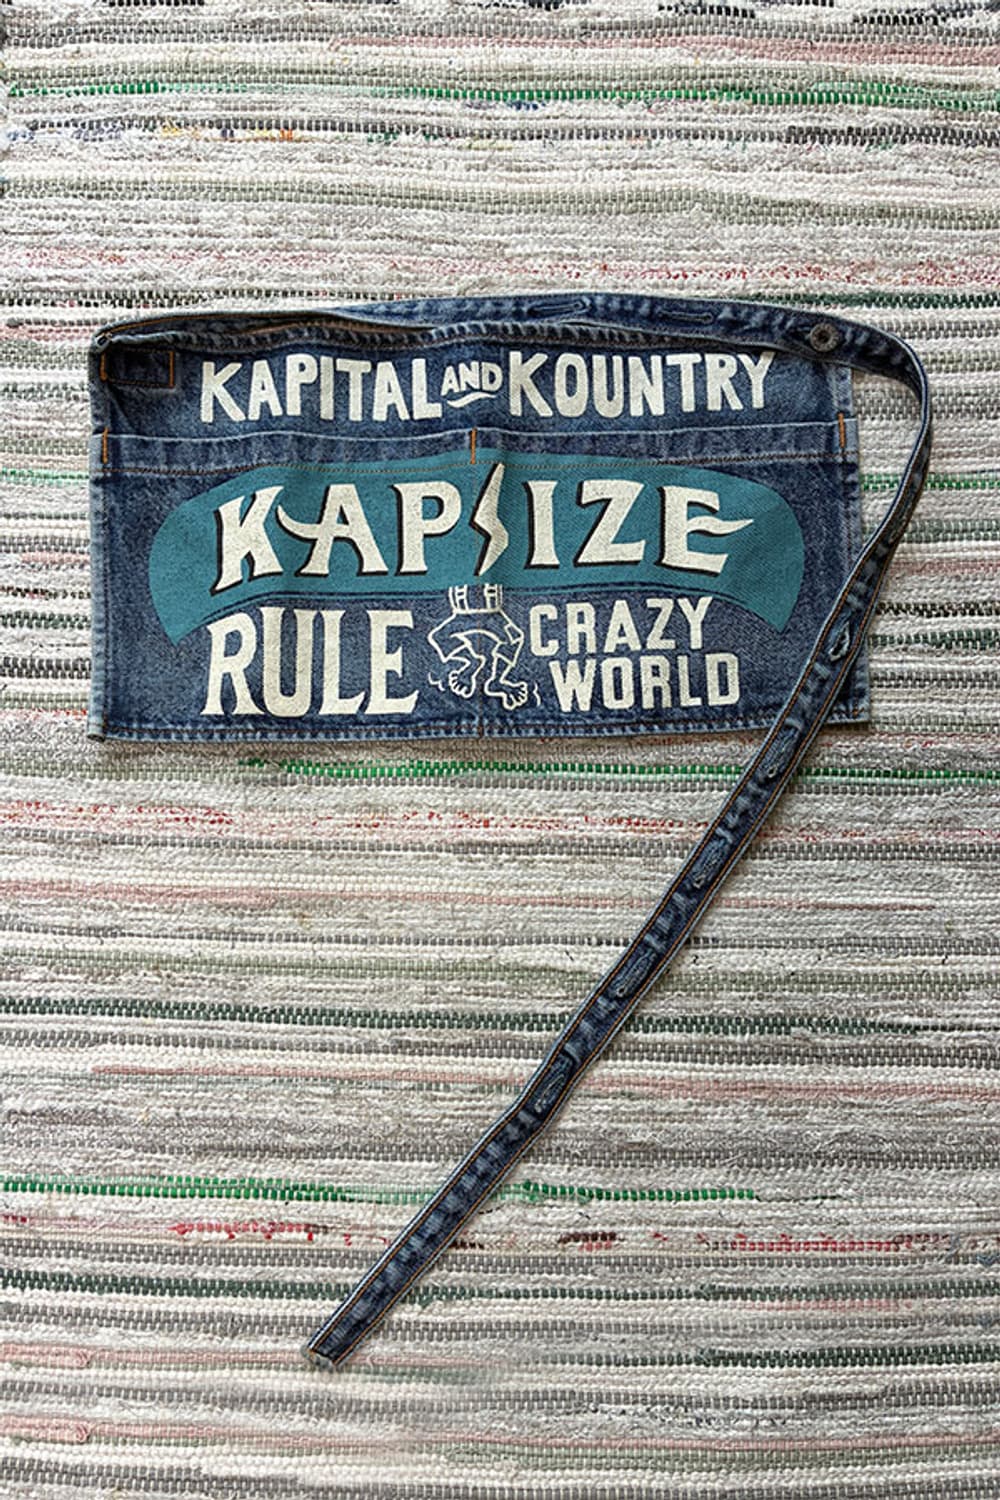 KAPITAL AND KOUNTRY
KAPSIZE
RULE
CRAZY
WORLD